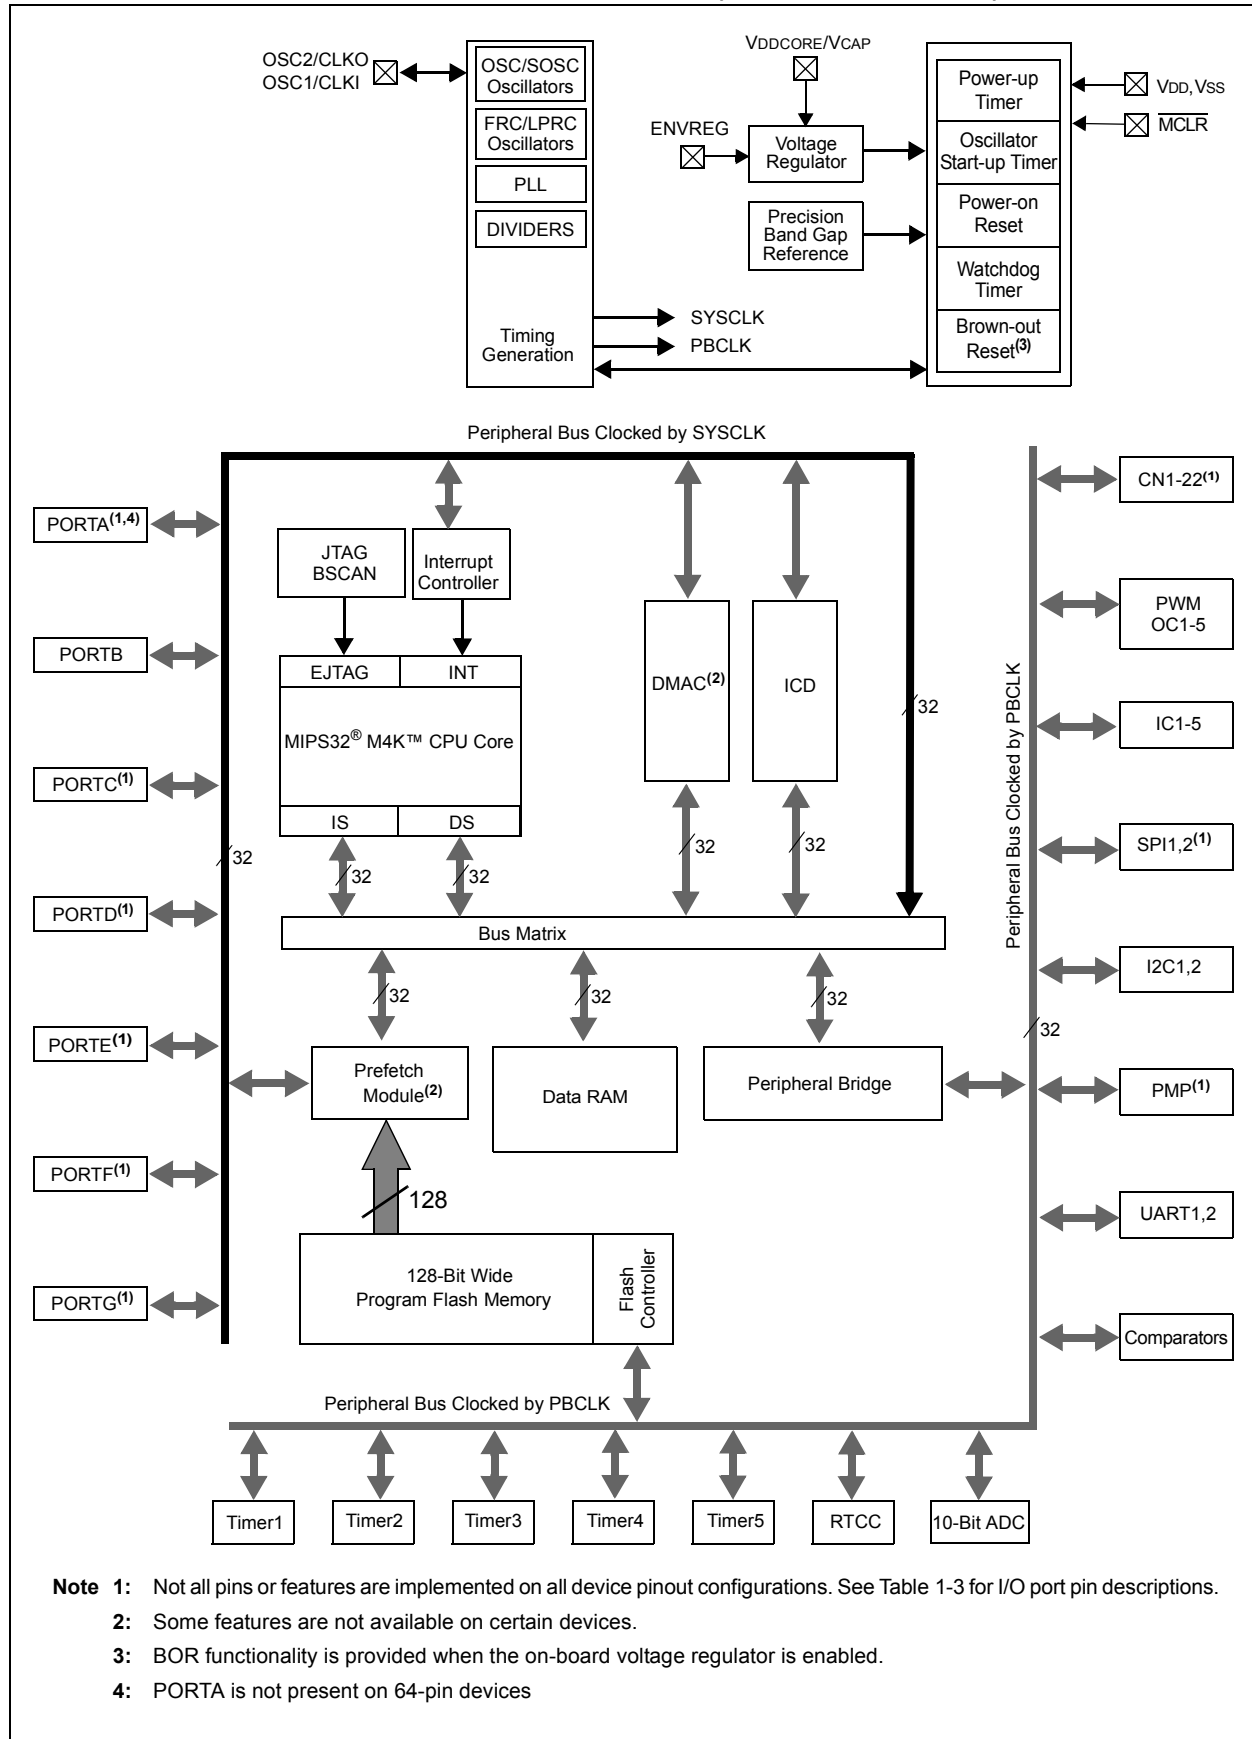 OSC2/CLKO
OSC1/CLKI
OSC/SOSC
Oscillators
FRC/LPRC
Oscillators
PLL
DIVIDERS
Timing
Generation
SYSCLK
PBCLK
VDDCORE/VCAP
ENVREG
Voltage
Regulator
Precision
Band Gap
Reference
Power-up
Timer
Oscillator
Start-up Timer
Power-on
Reset
Watchdog
Timer
Brown-out
Reset(3)
VDD,VSS
MCLR
Peripheral Bus Clocked by SYSCLK
PORTA(1,4)
PORTB
PORTC(1)
PORTD(1)
PORTE(1)
PORTF(1)
PORTG(1)
32
JTAG
BSCAN
Interrupt
Controller
EJTAG
INT
MIPS32® M4K™ CPU Core
IS
DS
32
32
DMAC(2)
ICD
32
32
32
Bus Matrix
32
32
32
Prefetch
Module(2)
Data RAM
Peripheral Bridge
128
128-Bit Wide
Program Flash Memory
Flash
Controller
Peripheral Bus Clocked by PBCLK
32
CN1-22(1)
PWM
OC1-5
IC1-5
SPI1,2(1)
I2C1,2
PMP(1)
UART1,2
Comparators
Peripheral Bus Clocked by PBCLK
Timer1
Timer2
Timer3
Timer4
Timer5
RTCC
10-Bit ADC
Note 1: Not all pins or features are implemented on all device pinout configurations. See Table 1-3 for I/O port pin descriptions.
2: Some features are not available on certain devices.
3: BOR functionality is provided when the on-board voltage regulator is enabled.
4: PORTA is not present on 64-pin devices